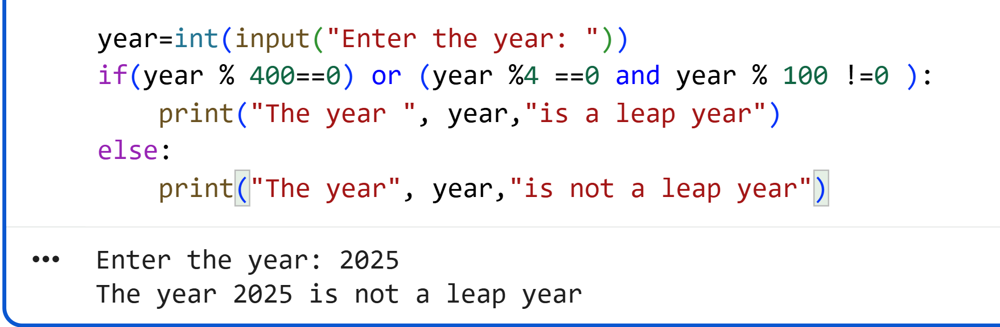 year=int(input("Enter the year: "))
if(year % 400==0) or (year %4 ==0 and year % 100 !=0 ):
    print("The year ", year,"is a leap year")
else:
    print("The year", year,"is not a leap year")
Enter the year: 2025
The year 2025 is not a leap year